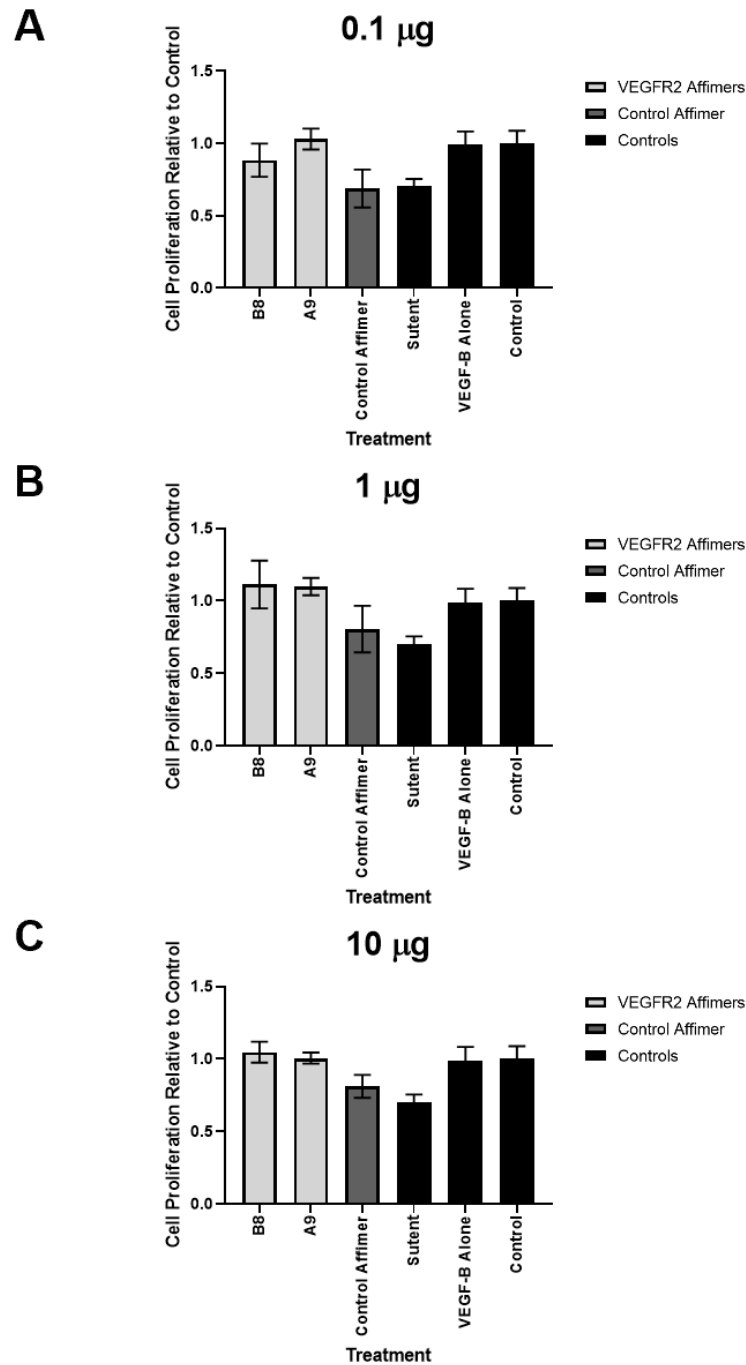 A
0.1 μg
Cell Proliferation Relative to Control
1.5
1.0
0.5
0.0
B8
A9
Control Affimer
Sutent
VEGF-B Alone
Control
Treatment
VEGFR2 Affimers
Control Affimer
Controls
B
1 μg
Cell Proliferation Relative to Control
1.5
1.0
0.5
0.0
B8
A9
Control Affimer
Sutent
VEGF-B Alone
Control
Treatment
VEGFR2 Affimers
Control Affimer
Controls
C
10 μg
Cell Proliferation Relative to Control
1.5
1.0
0.5
0.0
B8
A9
Control Affimer
Sutent
VEGF-B Alone
Control
Treatment
VEGFR2 Affimers
Control Affimer
Controls